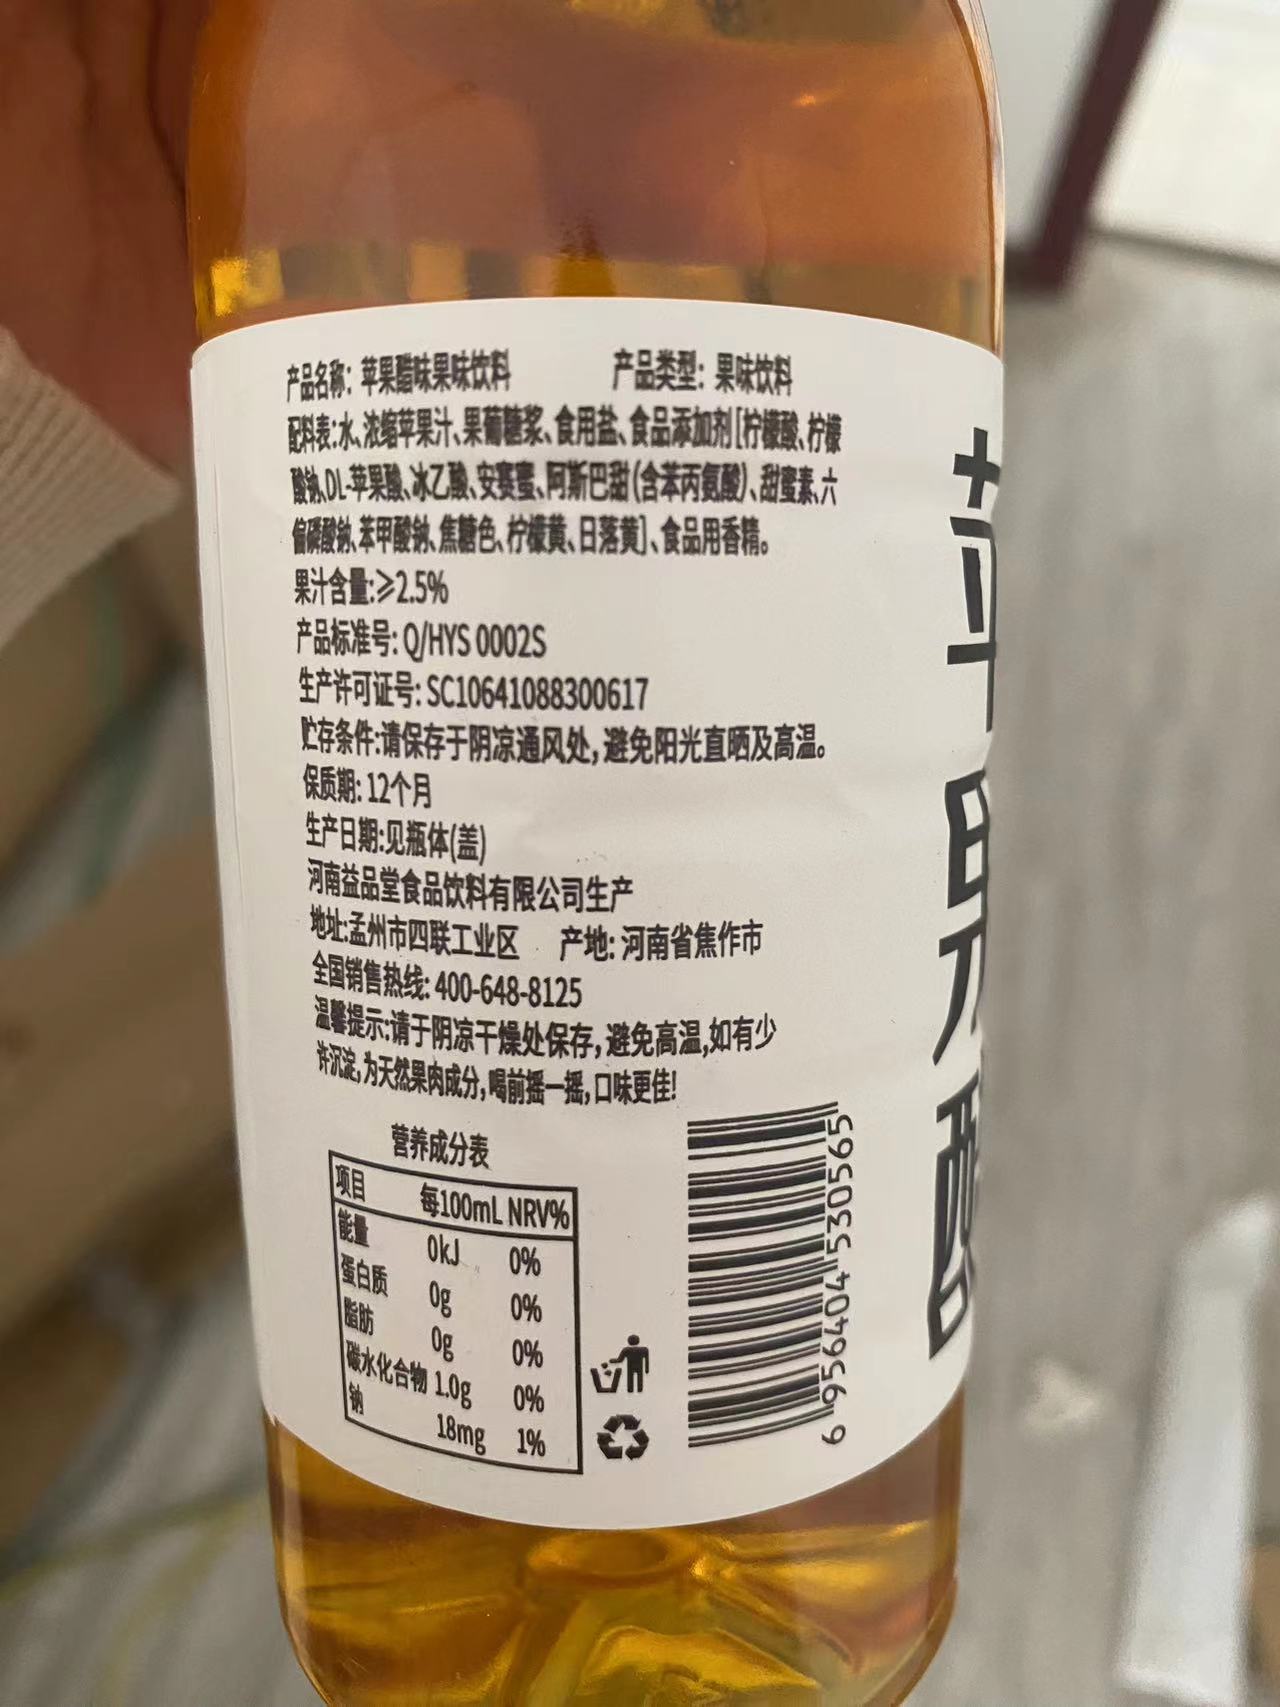 产品名称：苹果醋味果味饮料 产品类型：果味饮料
配料表：水、浓缩苹果汁、果葡糖浆、食用盐、食品添加剂[柠檬酸、柠檬
酸钠、DL-苹果酸、冰乙酸、安赛蜜、阿斯巴甜(含苯丙氨酸)、甜蜜素、六
偏磷酸钠、苯甲酸钠、焦糖色、柠檬黄、日落黄]、食品用香精。
果汁含量:≥2.5%
产品标准号: Q/HYS 0002S
生产许可证号: SC10641088300617
贮存条件:请保存于阴凉通风处,避免阳光直晒及高温。
保质期: 12个月
生产日期:见瓶体(盖)
河南益品堂食品饮料有限公司生产
地址:孟州市四联工业区 产地: 河南省焦作市
全国销售热线: 400-648-8125
温馨提示:请于阴凉干燥处保存,避免高温,如有少
许沉淀,为天然果肉成分,喝前摇一摇,口味更佳!
营养成分表
项目 每100mL NRV%
能量 0kJ 0%
蛋白质 0g 0%
脂肪 0g 0%
碳水化合物 1.0g 0%
钠 18mg 1%
6 956404 530565
苹果醋